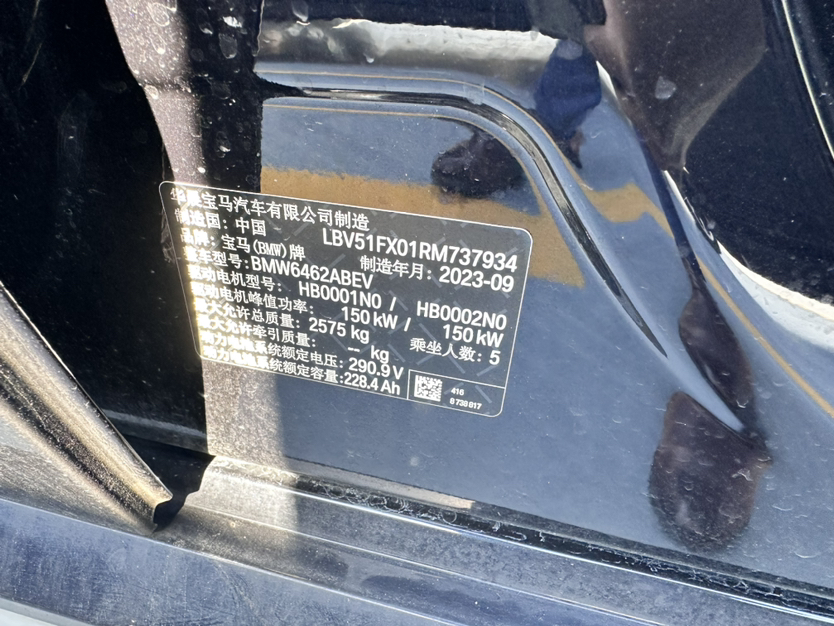 华晨宝马汽车有限公司制造
制造国：中国 LBV51FX01RM737934
品牌：宝马(BMW)牌 制造年月：2023-09
整车型号：BMW6462ABEV
驱动电机型号： HB0001N0 / HB0002N0
驱动电机峰值功率： 150 kW / 150 kW
最大允许总质量： 2575 kg 乘坐人数：5
最大允许牵引质量： -- kg
动力电池系统额定电压：290.9 V
动力电池系统额定容量：228.4 Ah
416
6 738 817